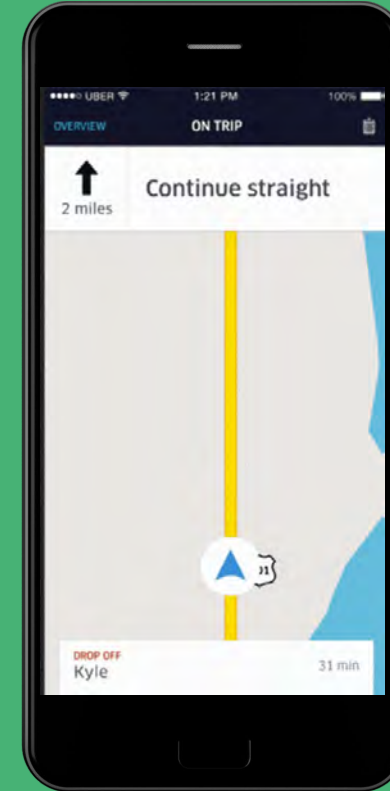 UBER 1:21 PM 100%
OVERVIEW ON TRIP
Continue straight
2 miles
DROP OFF
Kyle 31 min